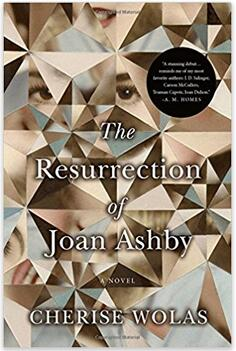 "A stunning debut...
reminds me of my most
favorite authors: J. D. Salinger,
Carson McCullers,
Truman Capote, Joan Didion."
—A. M. HOMES
The
Resurrection
of
Joan Ashby
A NOVEL
CHERISE WOLAS